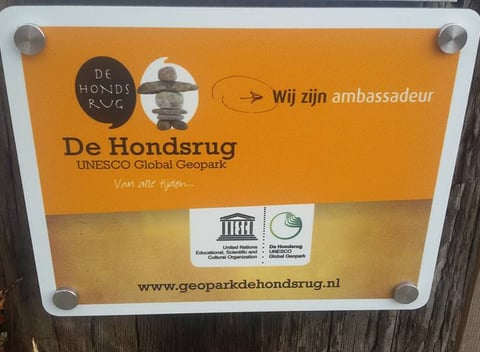 DE
HONDS
RUG
Wij zijn ambassadeur
De Hondsrug
UNESCO Global Geopark
Van alle tijden...
UNESCO
United Nations
Educational, Scientific and
Cultural Organization
De Hondsrug
UNESCO
Global Geopark
www.geoparkdehondsrug.nl